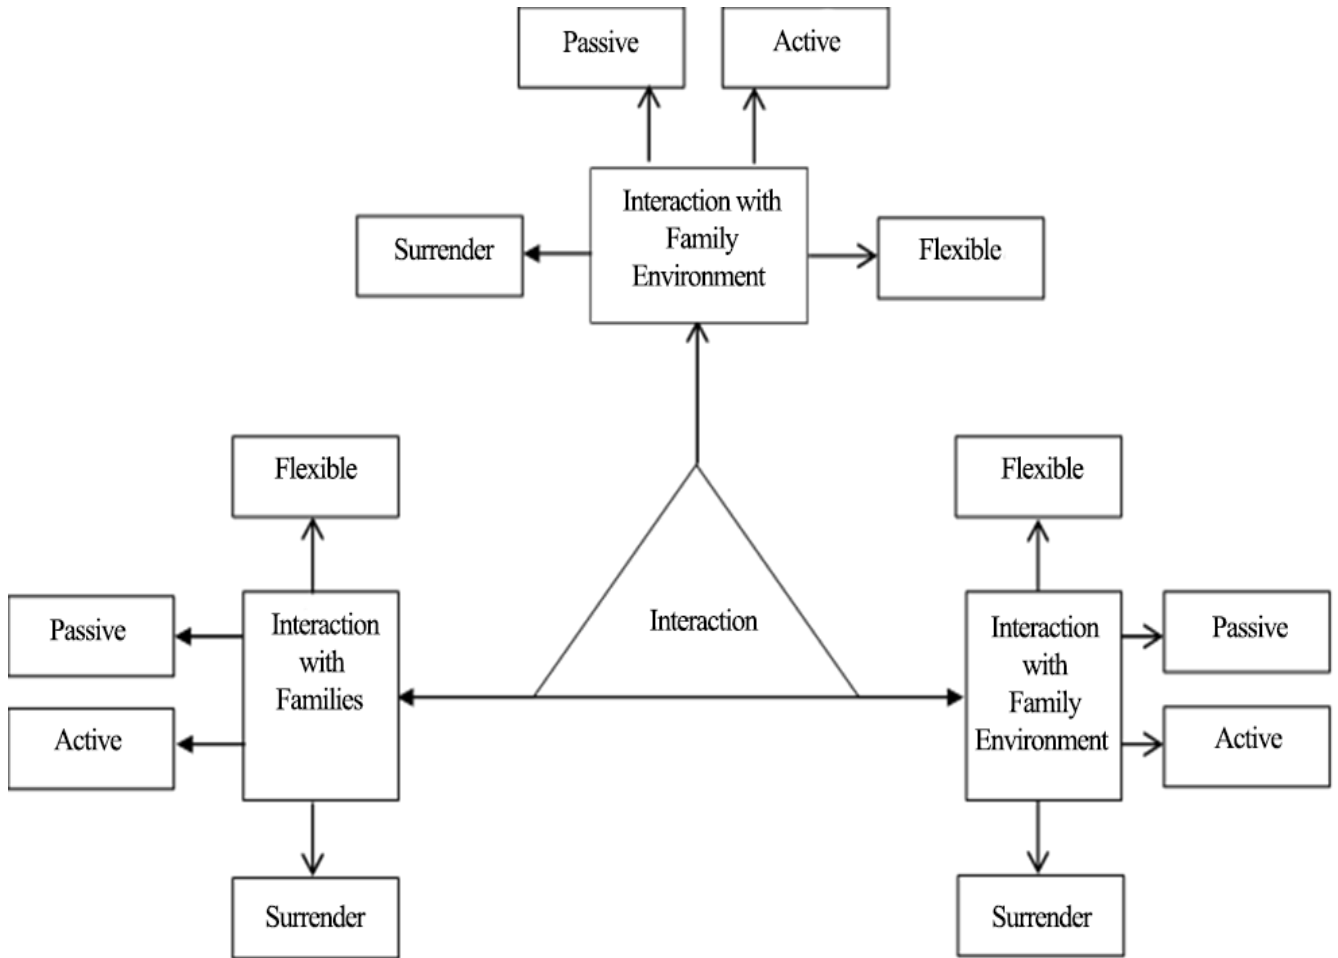 Passive
Active
Interaction with
Family
Environment
Surrender
Flexible
Flexible
Flexible
Interaction
with
Families
Passive
Active
Surrender
Interaction
Interaction
with
Family
Environment
Passive
Active
Surrender